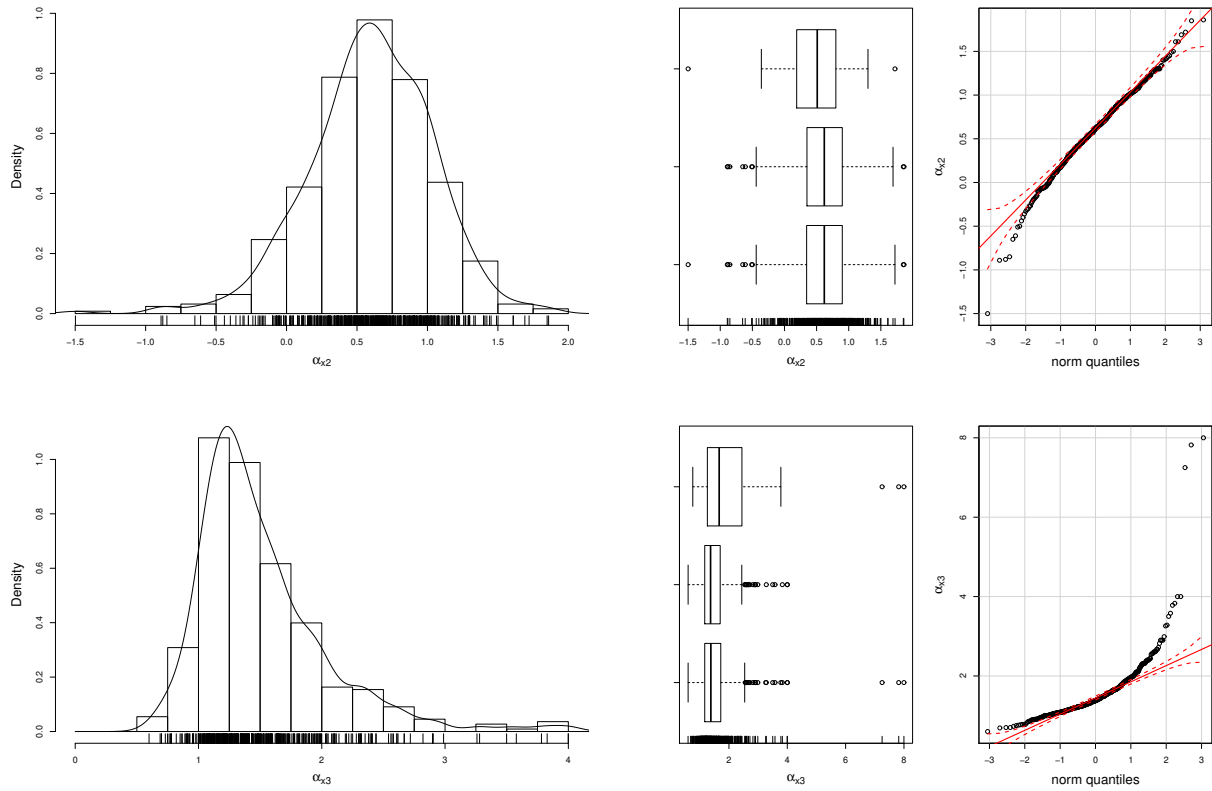 Density
0.0 0.2 0.4 0.6 0.8 1.0
−1.5 −1.0 −0.5 0.0 0.5 1.0 1.5 2.0
αx2
−1.5 −1.0 −0.5 0.0 0.5 1.0 1.5
αx2
αx2
−1.5 −1.0 −0.5 0.0 0.5 1.0 1.5
−3 −2 −1 0 1 2 3
norm quantiles
Density
0.0 0.2 0.4 0.6 0.8 1.0
0 1 2 3 4
αx3
2 4 6 8
αx3
αx3
2 4 6 8
−3 −2 −1 0 1 2 3
norm quantiles